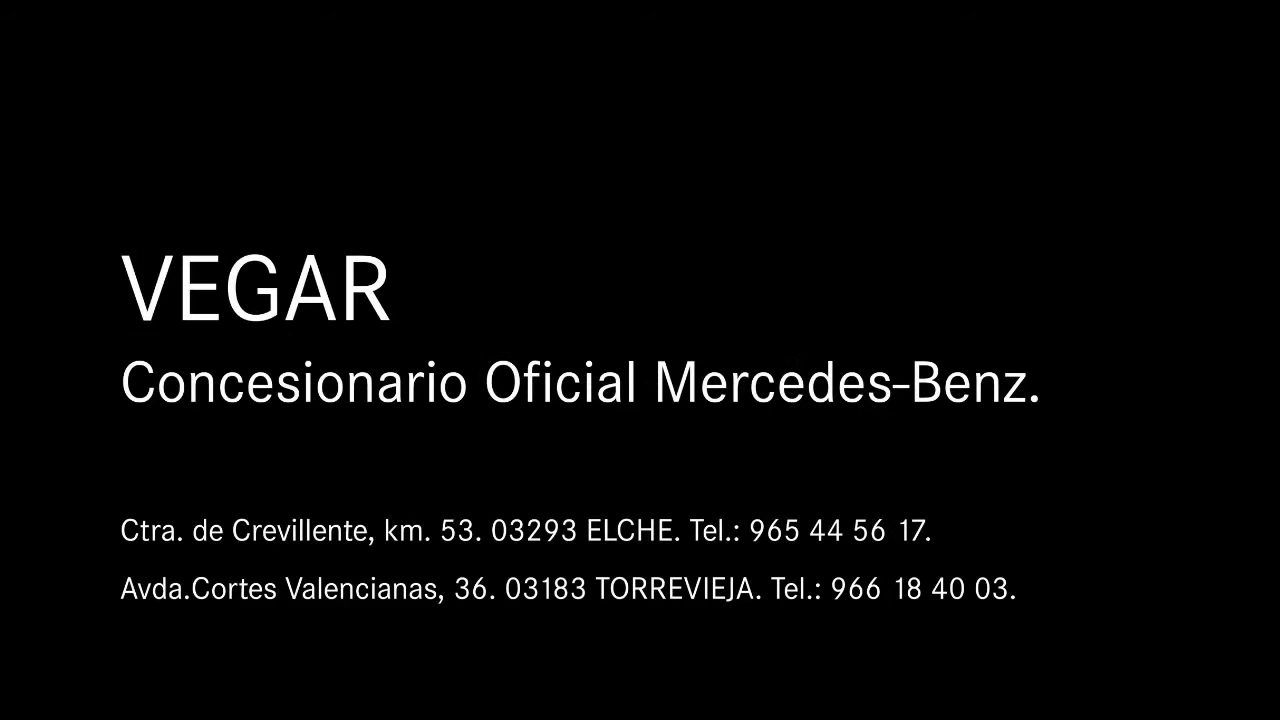 VEGAR
Concesionario Oficial Mercedes-Benz.
Ctra. de Crevillente, km. 53. 03293 ELCHE. Tel.: 965 44 56 17.
Avda.Cortes Valencianas, 36. 03183 TORREVIEJA. Tel.: 966 18 40 03.